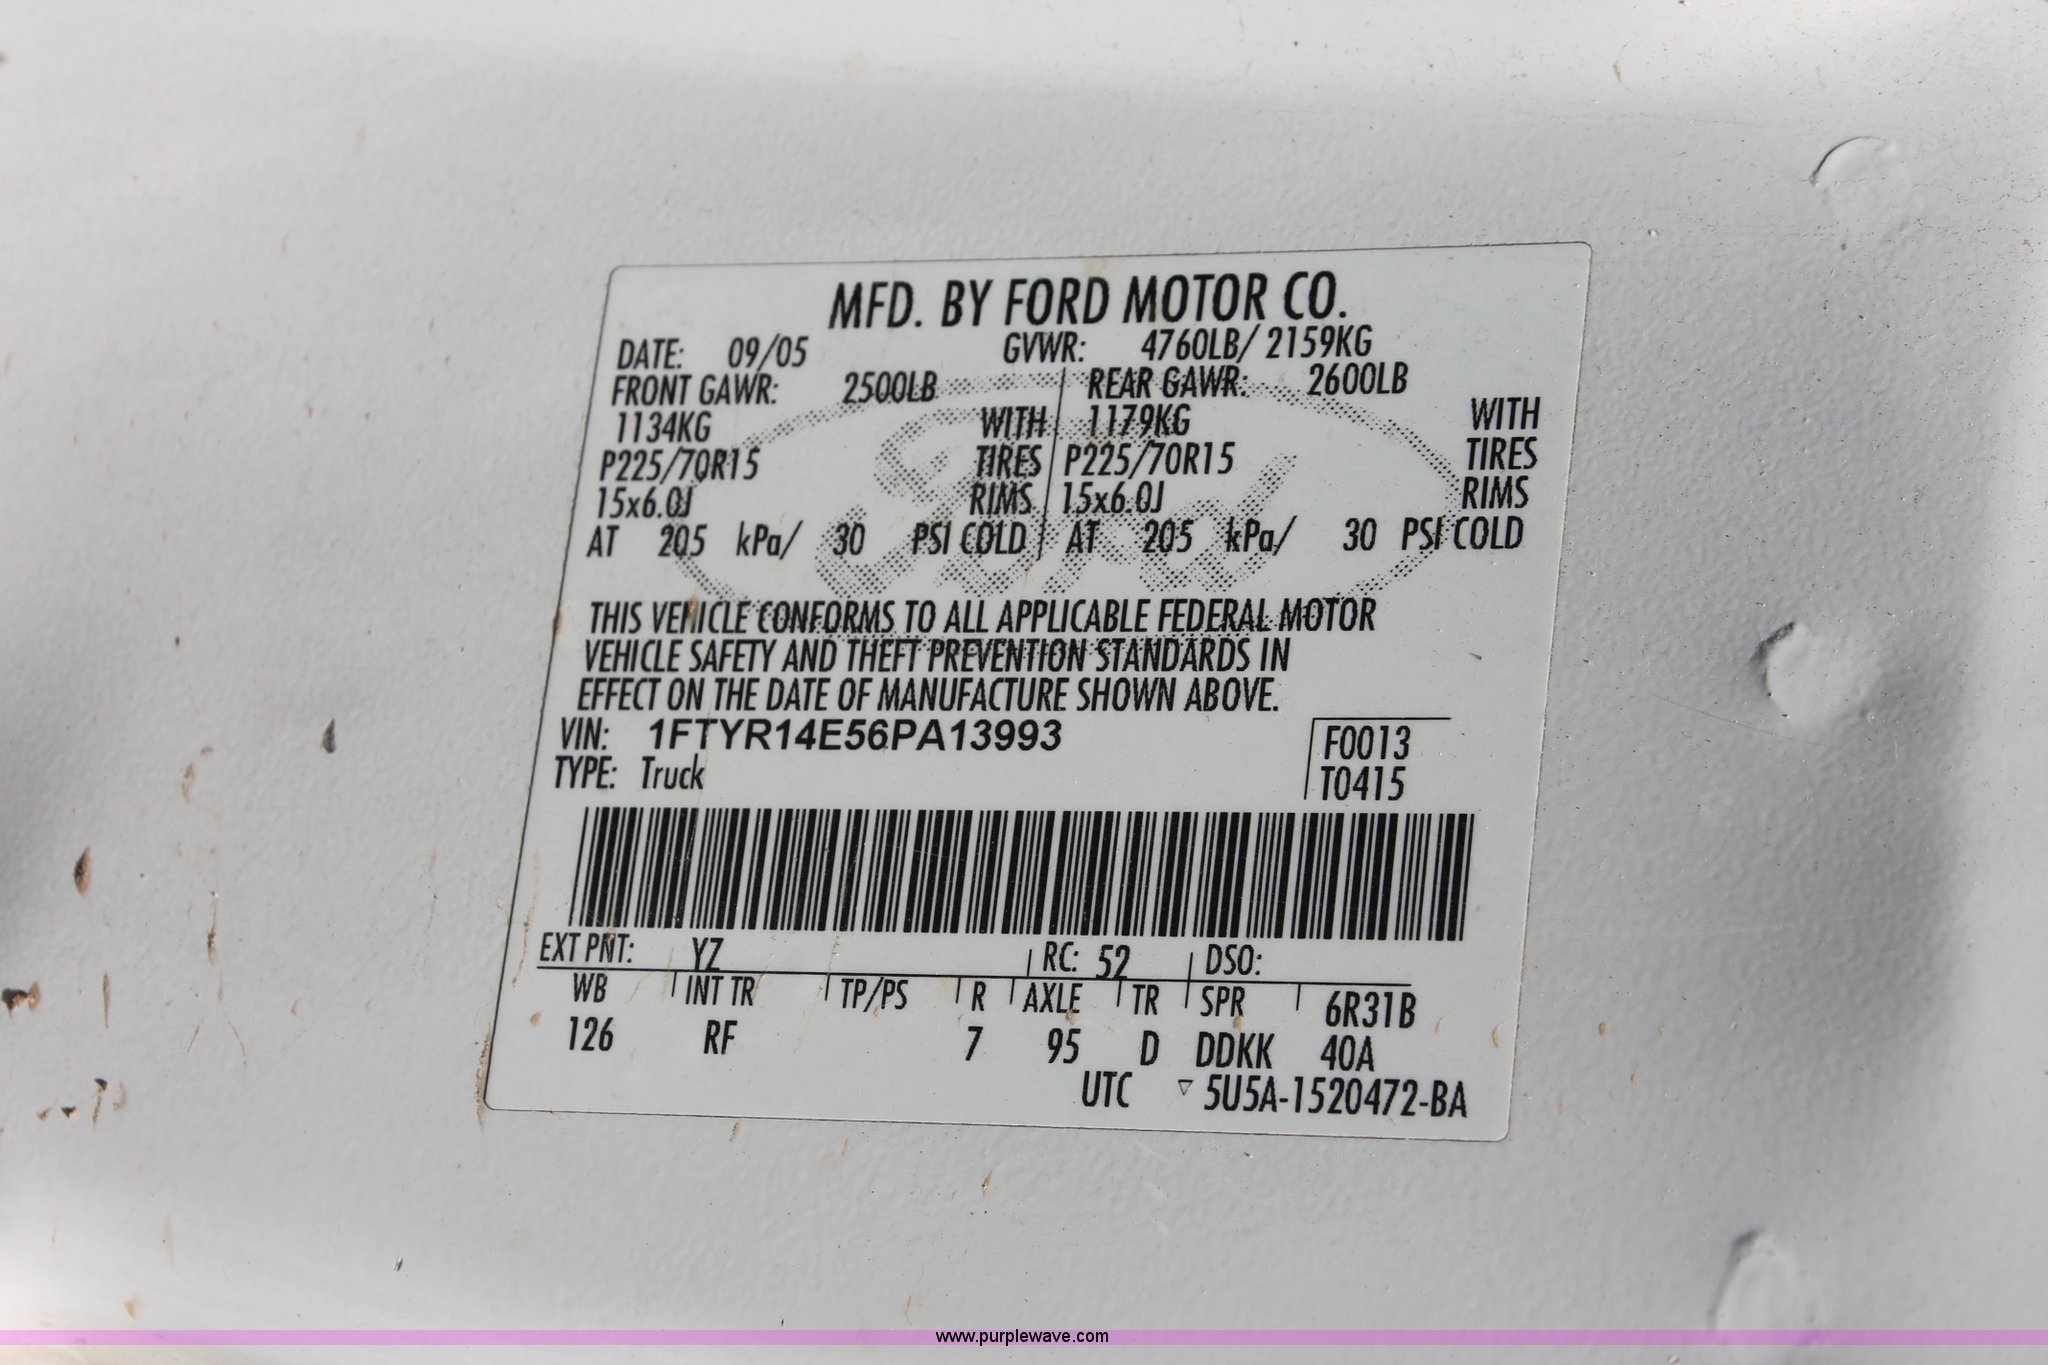 MFD. BY FORD MOTOR CO.
DATE: 09/05 GVWR: 4760LB/ 2159KG
FRONT GAWR: 2500LB REAR GAWR: 2600LB
1134KG WITH 1179KG WITH
P225/70R15 TIRES P225/70R15 TIRES
15x6.0J RIMS 15x6.0J RIMS
AT 205 kPa/ 30 PSI COLD AT 205 kPa/ 30 PSI COLD
Ford
THIS VEHICLE CONFORMS TO ALL APPLICABLE FEDERAL MOTOR
VEHICLE SAFETY AND THEFT PREVENTION STANDARDS IN
EFFECT ON THE DATE OF MANUFACTURE SHOWN ABOVE.
VIN: 1FTYR14E56PA13993 F0013
TYPE: Truck T0415
EXT PNT: YZ RC: 52 DSO:
WB INT TR TP/PS R AXLE TR SPR 6R31B
126 RF 7 95 D DDKK 40A
UTC ▽ 5U5A-1520472-BA
www.purplewave.com